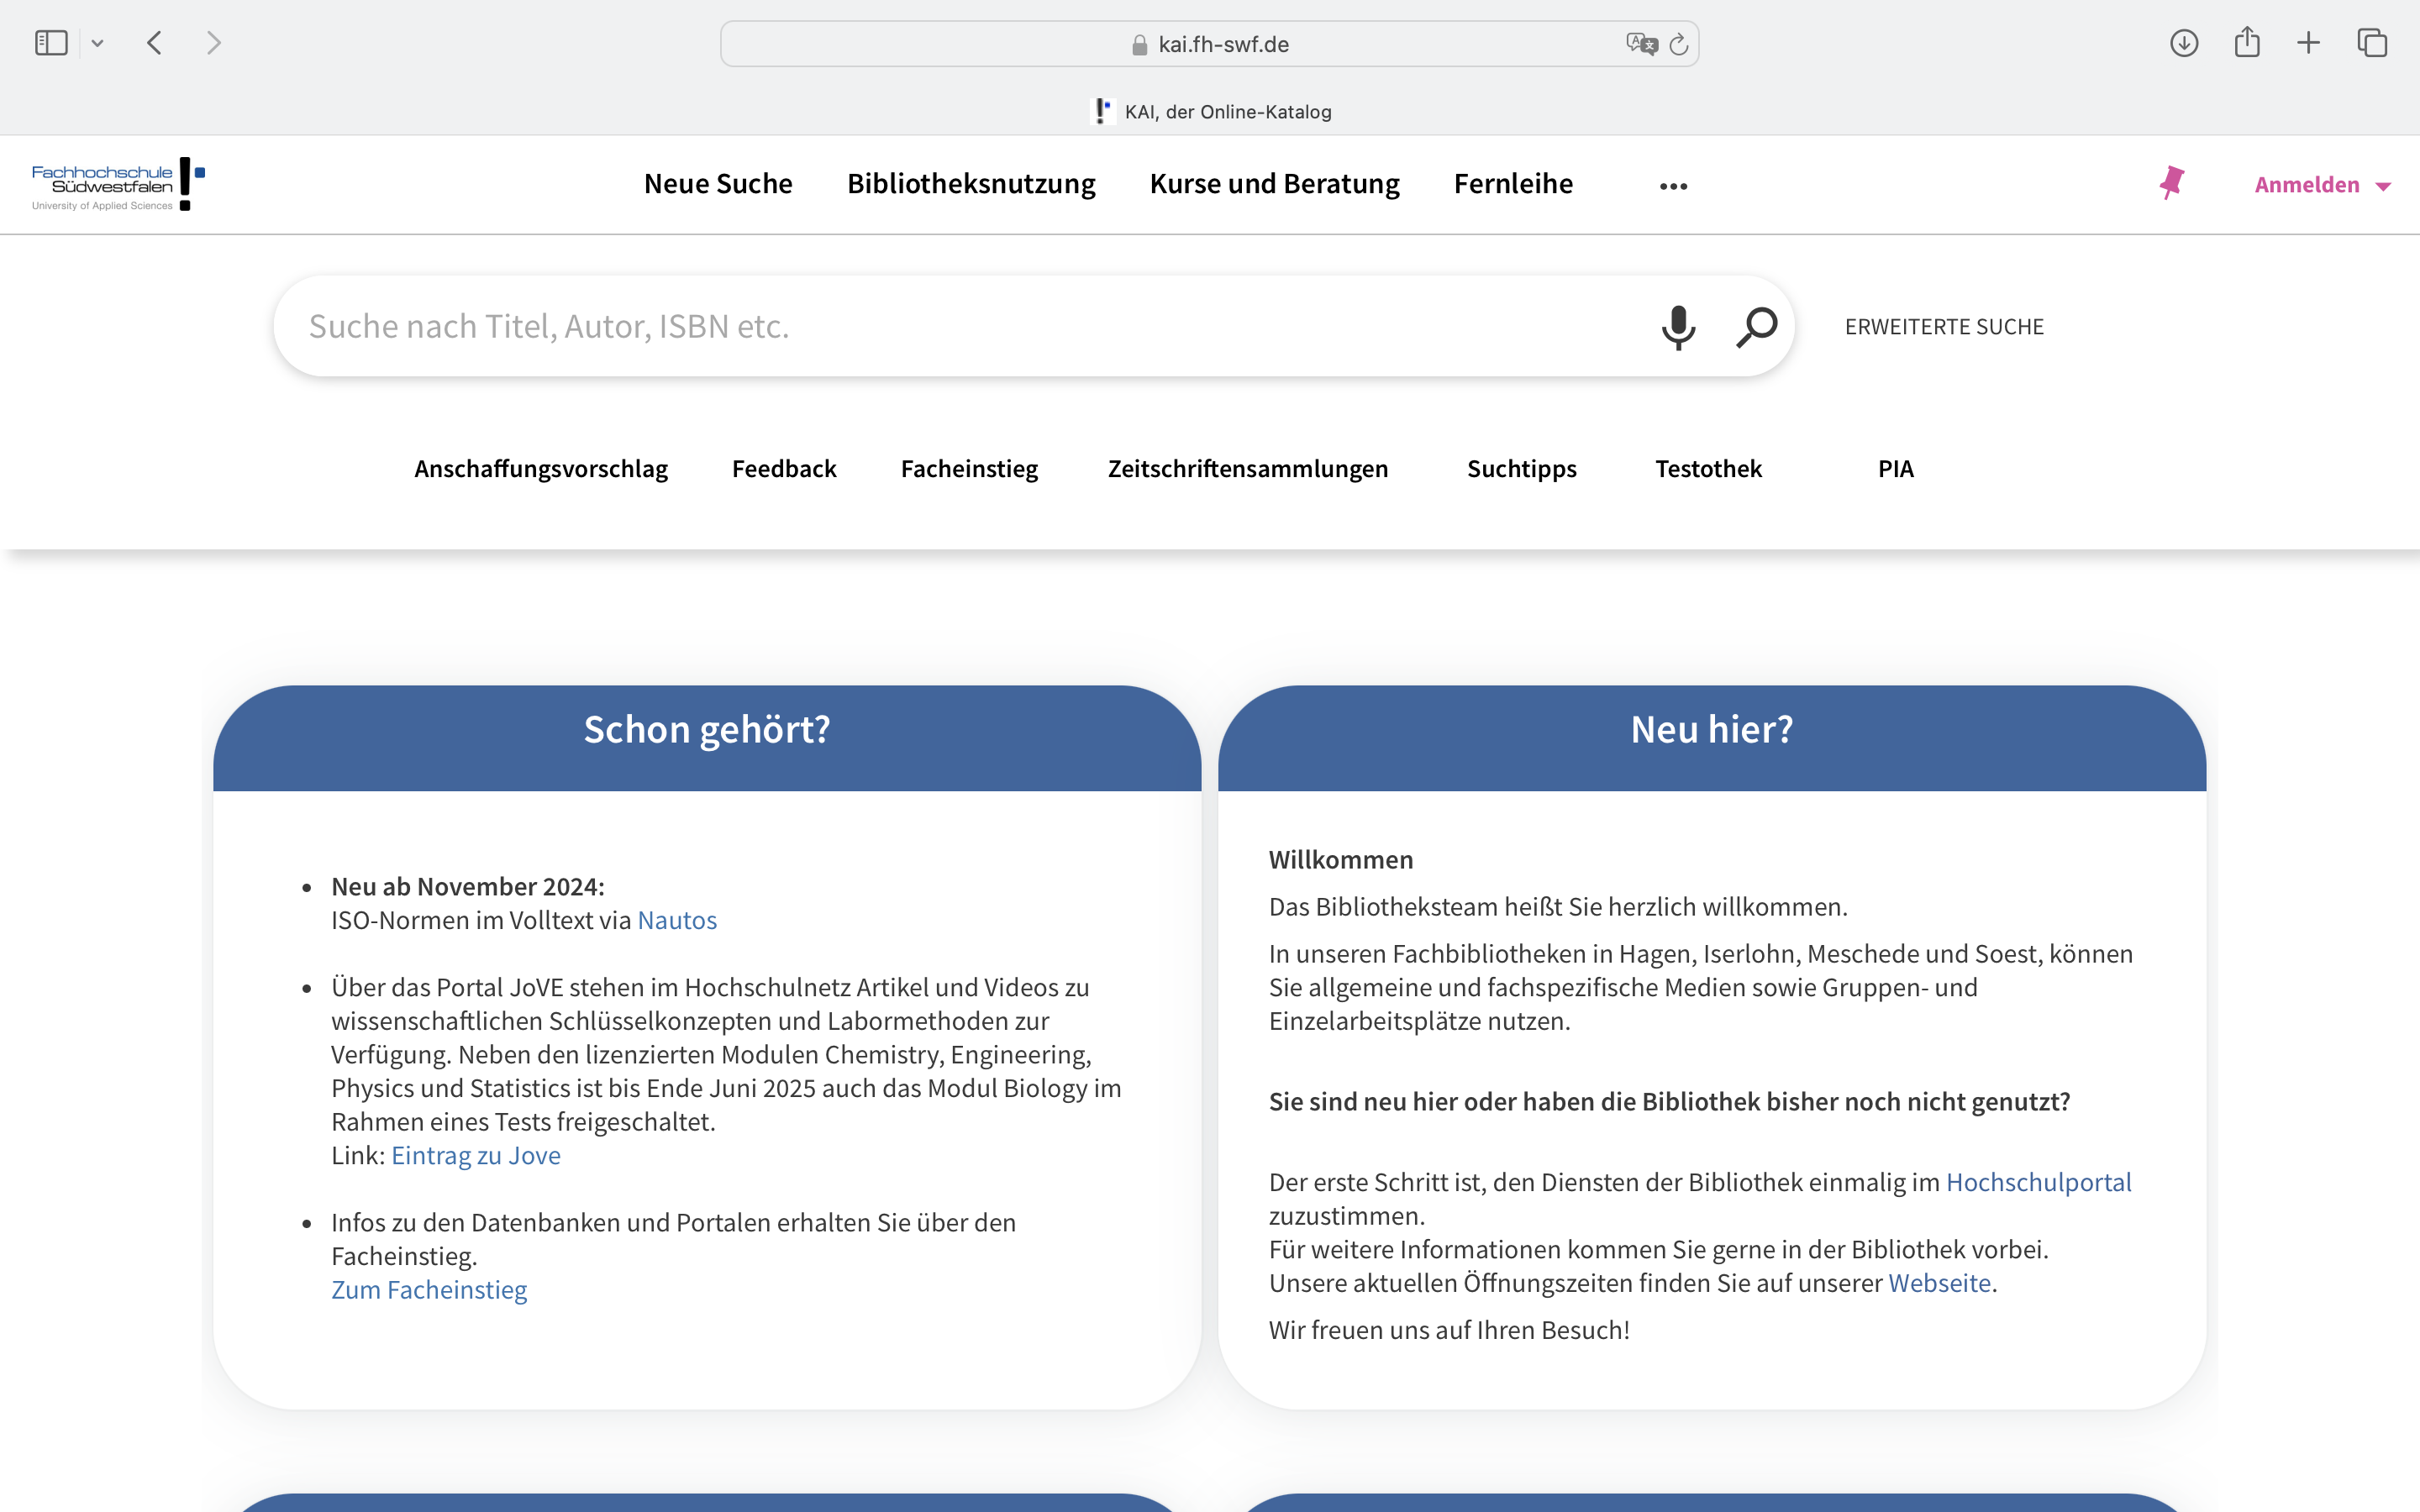 kai.fh-swf.de
KAI, der Online-Katalog
Fachhochschule
Südwestfalen
University of Applied Sciences
Neue Suche
Bibliotheksnutzung
Kurse und Beratung
Fernleihe
Anmelden
Suche nach Titel, Autor, ISBN etc.
ERWEITERTE SUCHE
Anschaffungsvorschlag
Feedback
Facheinstieg
Zeitschriftensammlungen
Suchtipps
Testothek
PIA
Schon gehört?
Neu ab November 2024:
ISO-Normen im Volltext via Nautos
Über das Portal JoVE stehen im Hochschulnetz Artikel und Videos zu
wissenschaftlichen Schlüsselkonzepten und Labormethoden zur
Verfügung. Neben den lizenzierten Modulen Chemistry, Engineering,
Physics und Statistics ist bis Ende Juni 2025 auch das Modul Biology im
Rahmen eines Tests freigeschaltet.
Link: Eintrag zu Jove
Infos zu den Datenbanken und Portalen erhalten Sie über den
Facheinstieg.
Zum Facheinstieg
Neu hier?
Willkommen
Das Bibliotheksteam heißt Sie herzlich willkommen.
In unseren Fachbibliotheken in Hagen, Iserlohn, Meschede und Soest, können
Sie allgemeine und fachspezifische Medien sowie Gruppen- und
Einzelarbeitsplätze nutzen.
Sie sind neu hier oder haben die Bibliothek bisher noch nicht genutzt?
Der erste Schritt ist, den Diensten der Bibliothek einmalig im Hochschulportal
zuzustimmen.
Für weitere Informationen kommen Sie gerne in der Bibliothek vorbei.
Unsere aktuellen Öffnungszeiten finden Sie auf unserer Webseite.
Wir freuen uns auf Ihren Besuch!